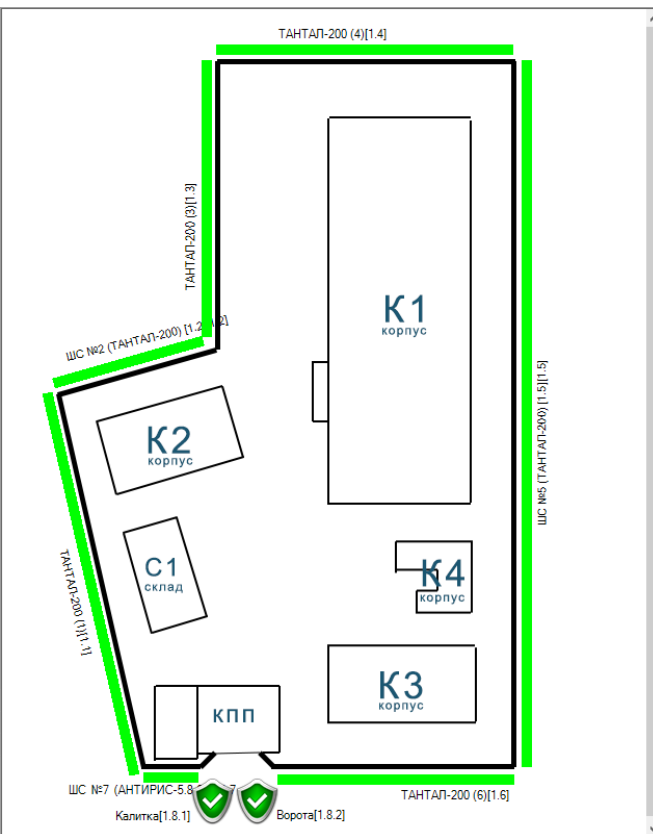 ТАНТАЛ-200 (4)[1.4]
ТАНТАЛ-200 (3)[1.3]
ШС №2 (ТАНТАЛ-200) [1.2
К1
корпус
ШС №5 (ТАНТАЛ-200) [1.5][1.5]
К2
корпус
ТАНТАЛ-200 (1)[1.1]
С1
склад
К4
корпус
К3
корпус
КПП
ШС №7 (АНТИРИС-5.8
ТАНТАЛ-200 (6)[1.6]
Калитка[1.8.1]
Ворота[1.8.2]